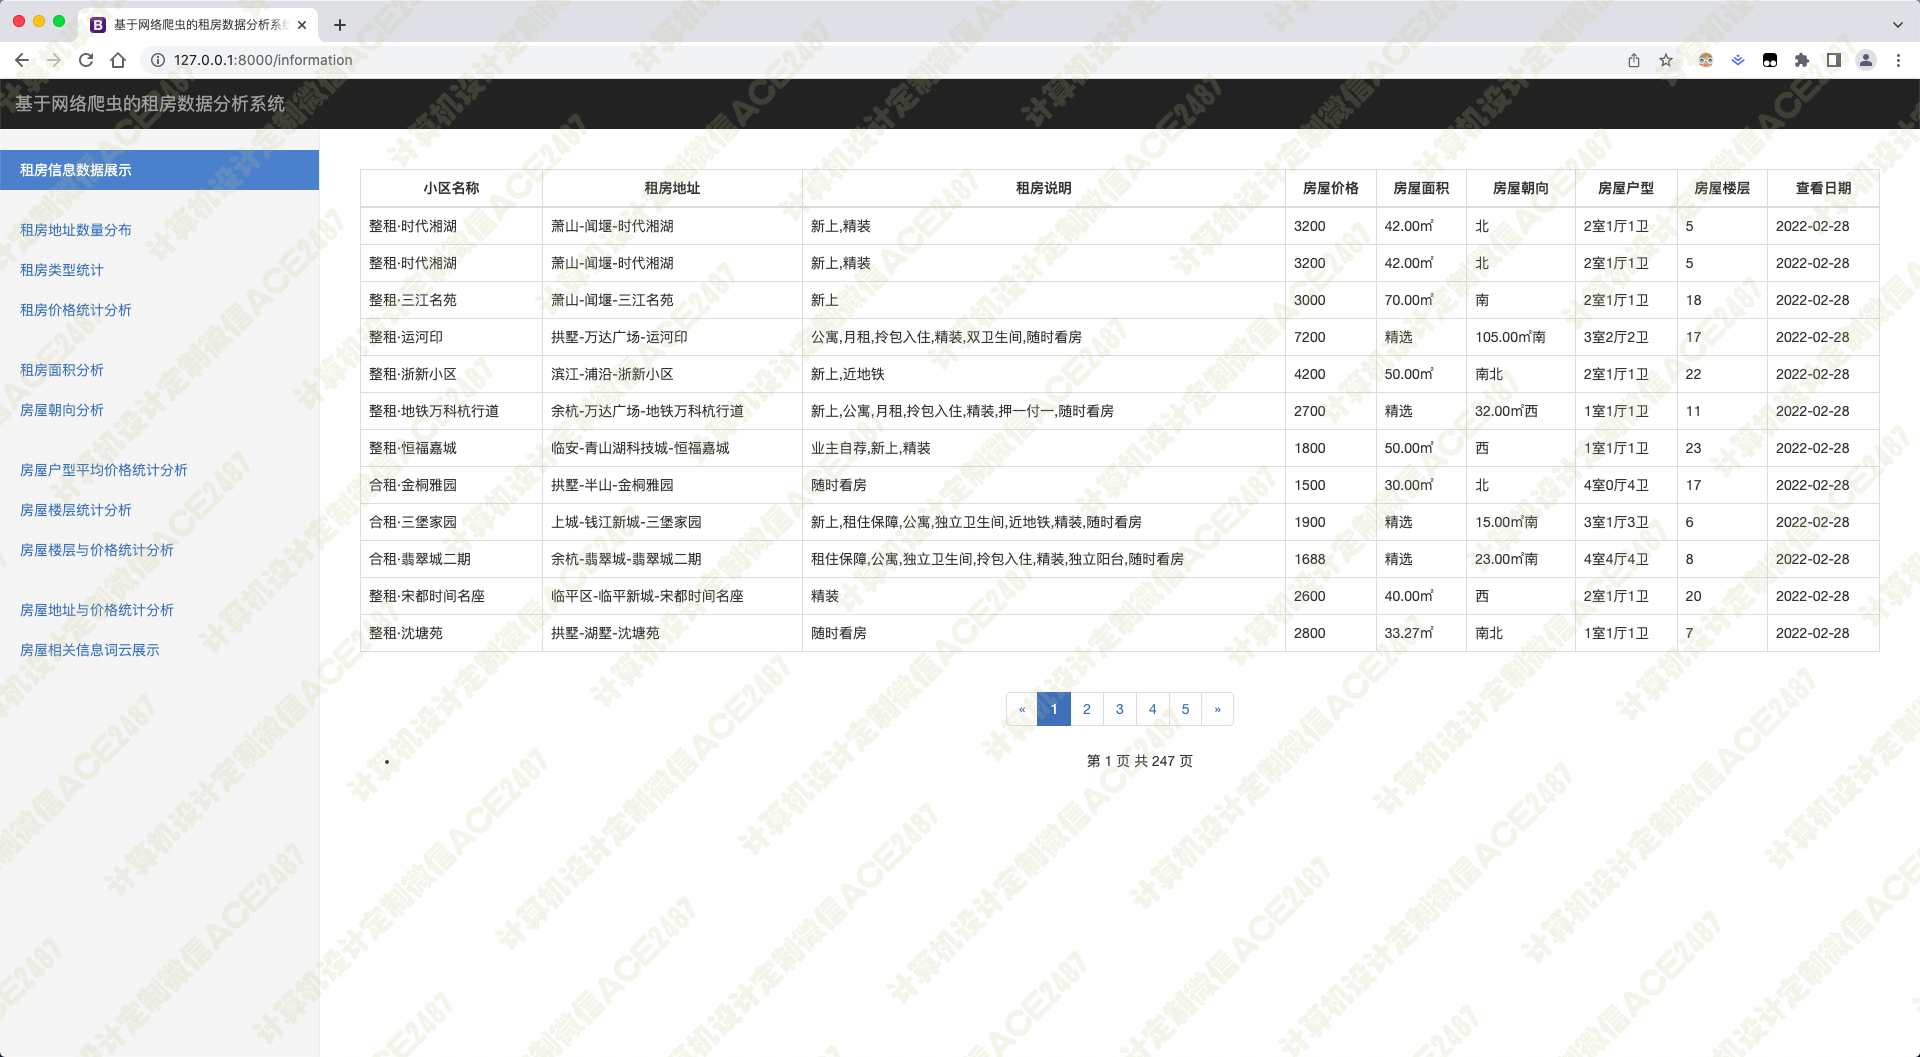 基于网络爬虫的租房数据分析系统
127.0.0.1:8000/information
基于网络爬虫的租房数据分析系统
租房信息数据展示
租房地址数量分布
租房类型统计
租房价格统计分析
租房面积分析
房屋朝向分析
房屋户型平均价格统计分析
房屋楼层统计分析
房屋楼层与价格统计分析
房屋地址与价格统计分析
房屋相关信息词云展示
小区名称 租房地址 租房说明 房屋价格 房屋面积 房屋朝向 房屋户型 房屋楼层 查看日期
整租·时代湘湖 萧山-闻堰-时代湘湖 新上,精装 3200 42.00㎡ 北 2室1厅1卫 5 2022-02-28
整租·时代湘湖 萧山-闻堰-时代湘湖 新上,精装 3200 42.00㎡ 北 2室1厅1卫 5 2022-02-28
整租·三江名苑 萧山-闻堰-三江名苑 新上 3000 70.00㎡ 南 2室1厅1卫 18 2022-02-28
整租·运河印 拱墅-万达广场-运河印 公寓,月租,拎包入住,精装,双卫生间,随时看房 7200 精选 105.00㎡南 3室2厅2卫 17 2022-02-28
整租·浙新小区 滨江-浦沿-浙新小区 新上,近地铁 4200 50.00㎡ 南北 2室1厅1卫 22 2022-02-28
整租·地铁万科杭行道 余杭-万达广场-地铁万科杭行道 新上,公寓,月租,拎包入住,精装,押一付一,随时看房 2700 精选 32.00㎡西 1室1厅1卫 11 2022-02-28
整租·恒福嘉城 临安-青山湖科技城-恒福嘉城 业主自荐,新上,精装 1800 50.00㎡ 西 1室1厅1卫 23 2022-02-28
合租·金桐雅园 拱墅-半山-金桐雅园 随时看房 1500 30.00㎡ 北 4室0厅4卫 17 2022-02-28
合租·三堡家园 上城-钱江新城-三堡家园 新上,租住保障,公寓,独立卫生间,近地铁,精装,随时看房 1900 精选 15.00㎡南 3室1厅3卫 6 2022-02-28
合租·翡翠城二期 余杭-翡翠城-翡翠城二期 租住保障,公寓,独立卫生间,拎包入住,精装,独立阳台,随时看房 1688 精选 23.00㎡南 4室4厅4卫 8 2022-02-28
整租·宋都时间名座 临平区-临平新城-宋都时间名座 精装 2600 40.00㎡ 西 2室1厅1卫 20 2022-02-28
整租·沈塘苑 拱墅-湖墅-沈塘苑 随时看房 2800 33.27㎡ 南北 1室1厅1卫 7 2022-02-28
« 1 2 3 4 5 »
第 1 页 共 247 页
计算机设计定制微信ACE2487